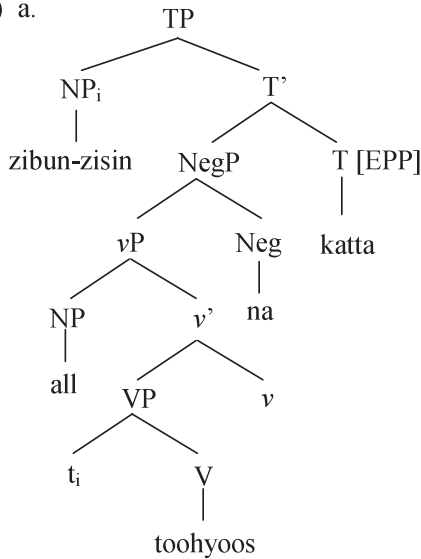 ) a.
TP
NPi T’
zibun-zisin NegP T [EPP]
vP Neg katta
NP v’ na
all VP v
ti V
toohyoos